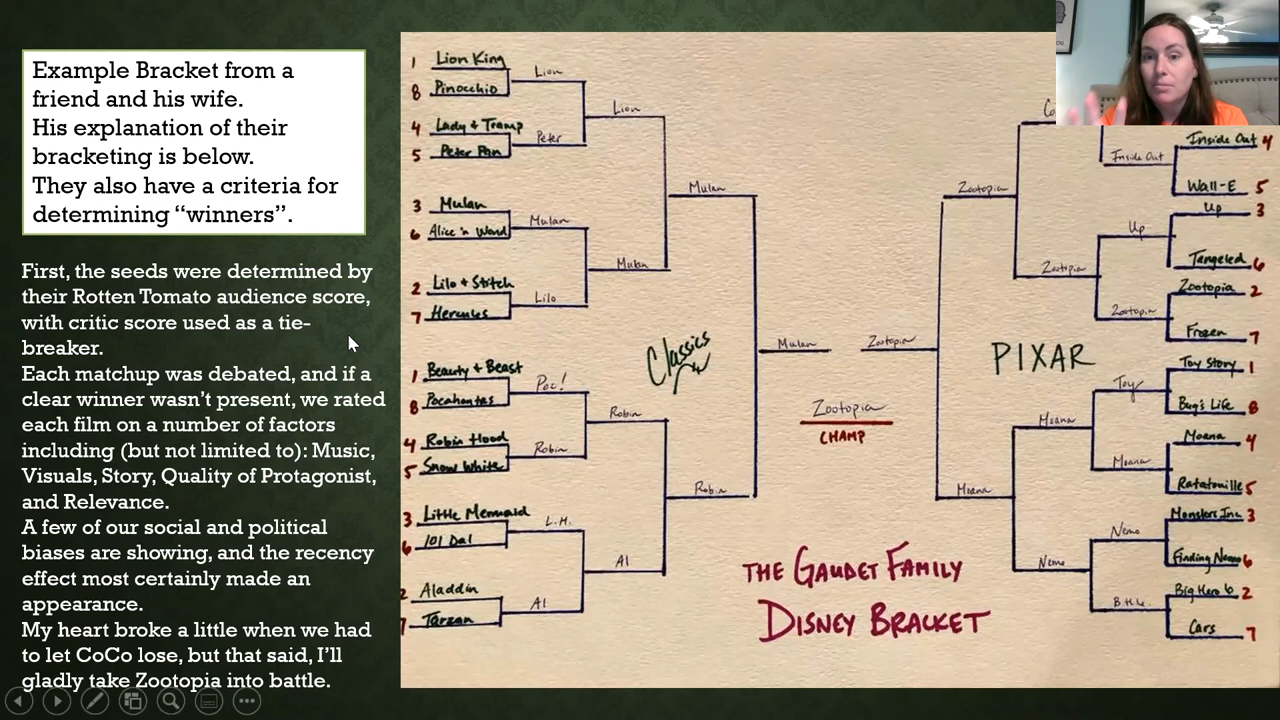 Example Bracket from a
friend and his wife.
His explanation of their
bracketing is below.
They also have a criteria for
determining “winners”.
First, the seeds were determined by
their Rotten Tomato audience score,
with critic score used as a tie-
breaker.
Each matchup was debated, and if a
clear winner wasn’t present, we rated
each film on a number of factors
including (but not limited to): Music,
Visuals, Story, Quality of Protagonist,
and Relevance.
A few of our social and political
biases are showing, and the recency
effect most certainly made an
appearance.
My heart broke a little when we had
to let CoCo lose, but that said, I’ll
gladly take Zootopia into battle.
1 Lion King
8 Pinocchio
4 Lady & Tramp
5 Peter Pan
3 Mulan
6 Alice 'n Wond
2 Lilo & Stitch
7 Hercules
1 Beauty & Beast
8 Pocahontas
4 Robin Hood
5 Snow White
3 Little Mermaid
6 101 Dal
2 Aladdin
7 Tarzan
Lion
Peter
Mulan
Lilo
Poc!
Robin
L.M.
Al
Lion
Mulan
Robin
Al
Mulan
Robin
Mulan
Classics
Zootopia
Zootopia
CHAMP
THE GAUDET FAMILY
DISNEY BRACKET
Zootopia
Moana
PIXAR
Co
Zootopia
Moana
Nemo
Inside Out
Up
Zootopia
Toy
Moana
Nemo
B.H.6.
Inside Out 4
Wall-E 5
Up 3
Tangeled 6
Zootopia 2
Frozen 7
Toy Story 1
Bug's Life 8
Moana 4
Ratatouille 5
Monsters Inc. 3
Finding Nemo 6
Big Hero 6 2
Cars 7